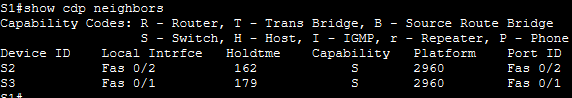 S1#show cdp neighbors
Capability Codes: R - Router, T - Trans Bridge, B - Source Route Bridge
S - Switch, H - Host, I - IGMP, r - Repeater, P - Phone
Device ID Local Intrfce Holdtme Capability Platform Port ID
S2 Fas 0/2 162 S 2960 Fas 0/2
S3 Fas 0/1 179 S 2960 Fas 0/1
S1#